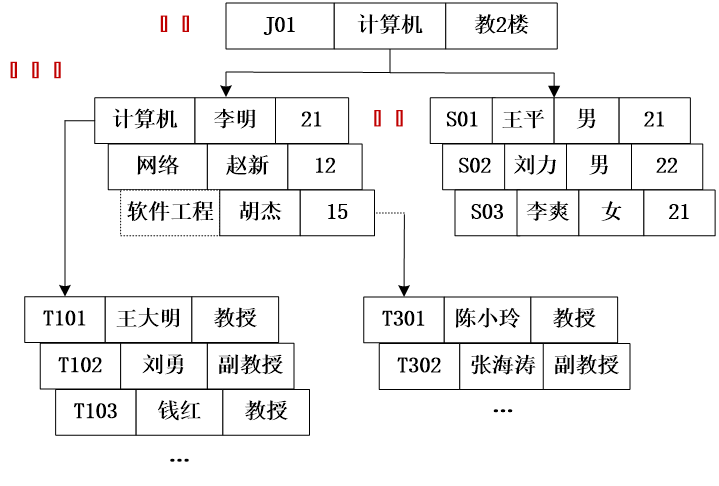 J01 计算机 教2楼
计算机 李明 21
S01 王平 男 21
网络 赵新 12
S02 刘力 男 22
软件工程 胡杰 15
S03 李爽 女 21
T101 王大明 教授
T301 陈小玲 教授
T102 刘勇 副教授
T302 张海涛 副教授
T103 钱红 教授
...
...